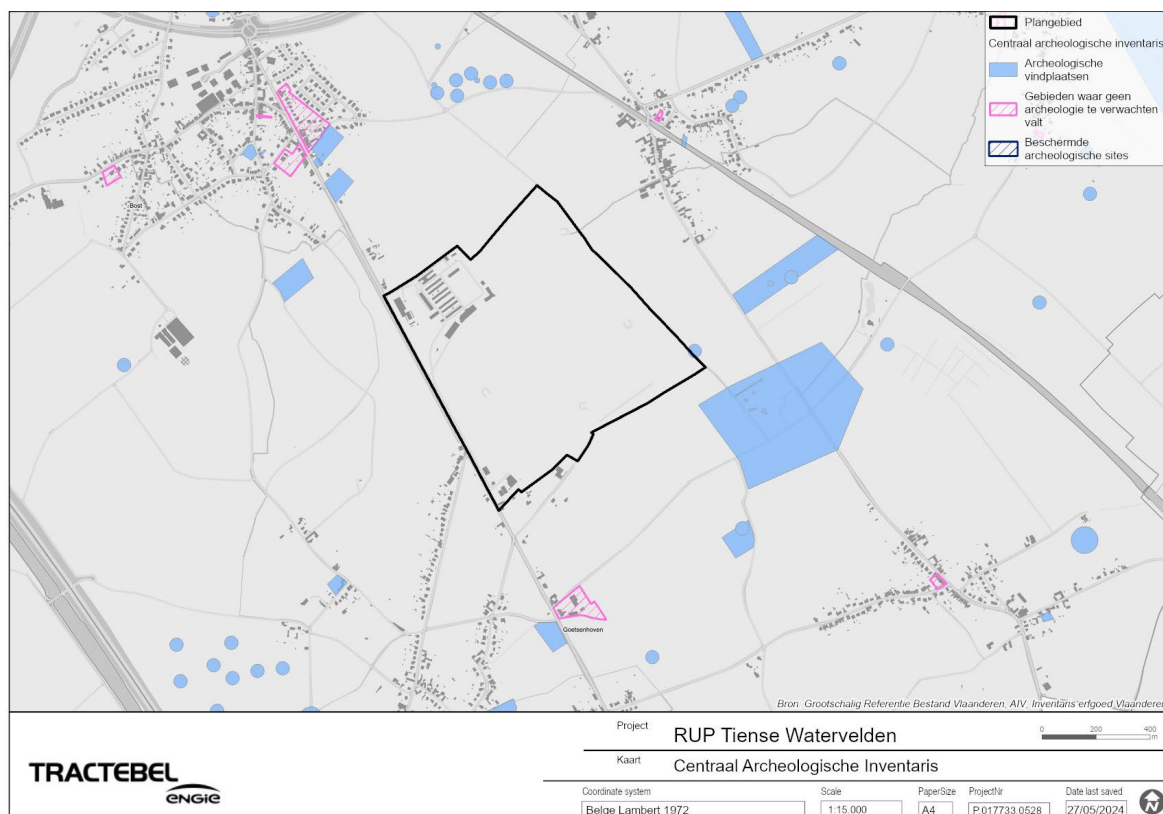 Plangebied
Centraal archeologische inventaris
Archeologische
vindplaatsen
Gebieden waar geen
archeologie te verwachten
valt
Beschermde
archeologische sites
Bost
Goetsenhoven
Bron: Grootschalig Referentie Bestand Vlaanderen, AIV, Inventaris erfgoed Vlaanderen
Project
RUP Tiense Watervelden
0 200 400
m
Kaart
Centraal Archeologische Inventaris
TRACTEBEL
ENGIE
Coordinate system
Scale
PaperSize
ProjectNr
Date last saved
Belge Lambert 1972
1:15.000
A4
P.017733.0528
27/05/2024
N